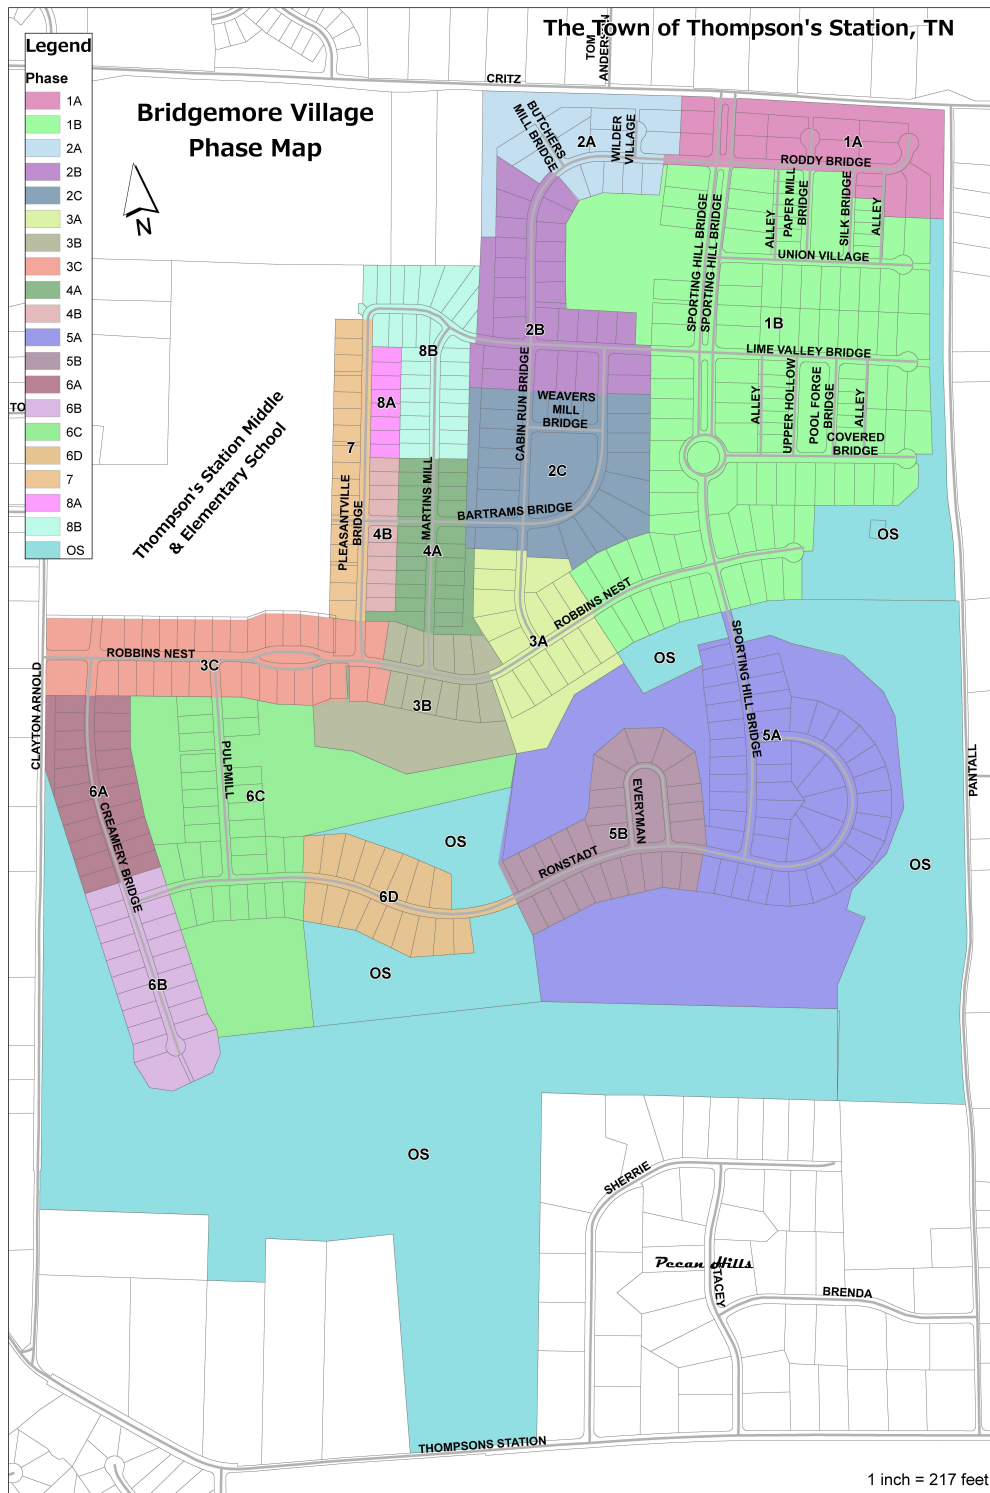 The Town of Thompson's Station, TN
Legend
Phase
1A
1B
2A
2B
2C
3A
3B
3C
4A
4B
5A
5B
6A
6B
6C
6D
7
8A
8B
OS
Bridgemore Village
Phase Map
N
CRITZ
TOM
ANDERSON
BUTCHERS
MILL BRIDGE
2A
WILDER
VILLAGE
1A
RODDY BRIDGE
SPORTING HILL BRIDGE
SPORTING HILL BRIDGE
ALLEY
PAPER MILL
BRIDGE
SILK BRIDGE
ALLEY
UNION VILLAGE
1B
2B
8B
LIME VALLEY BRIDGE
CABIN RUN BRIDGE
WEAVERS
MILL
BRIDGE
ALLEY
UPPER HOLLOW
POOL FORGE
BRIDGE
ALLEY
COVERED
BRIDGE
8A
TO
7
Thompson's Station Middle
& Elementary School
2C
PLEASANTVILLE
BRIDGE
MARTINS MILL
BARTRAMS BRIDGE
4B
4A
OS
ROBBINS NEST
3A
OS
SPORTING HILL BRIDGE
ROBBINS NEST
3C
3B
CLAYTON ARNOLD
5A
PANTALL
PULPMILL
6A
6C
CREAMERY BRIDGE
EVERYMAN
5B
OS
RONSTADT
OS
6D
OS
6B
OS
SHERRIE
Pecan Hills
STACEY
BRENDA
THOMPSONS STATION
1 inch = 217 feet